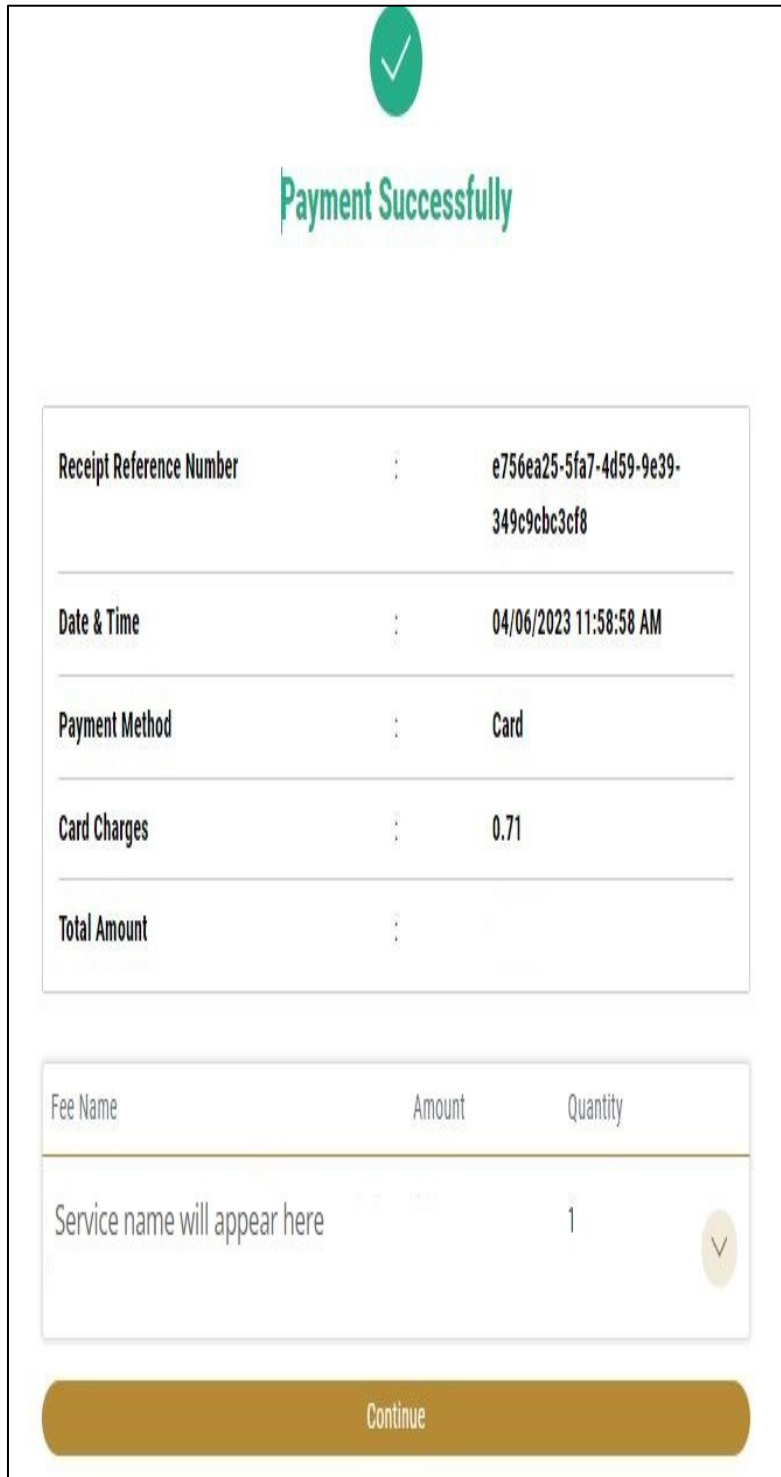 Payment Successfully
Receipt Reference Number : e756ea25-5fa7-4d59-9e39-
349c9cbc3cf8
Date & Time : 04/06/2023 11:58:58 AM
Payment Method : Card
Card Charges : 0.71
Total Amount :
Fee Name Amount Quantity
Service name will appear here 1
Continue